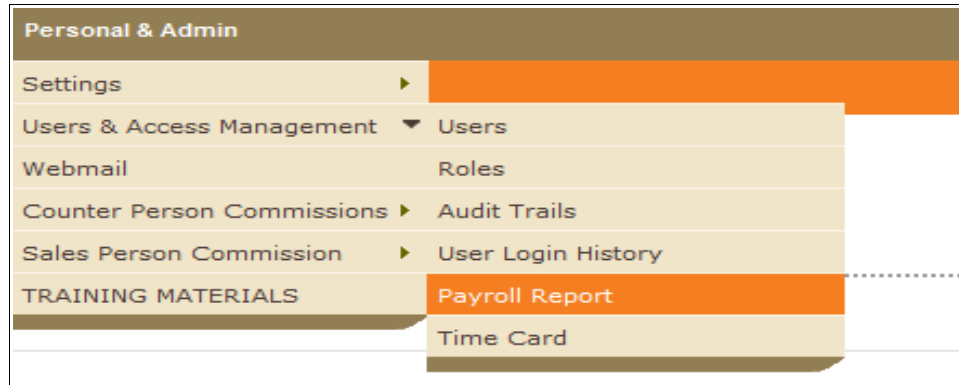 Personal & Admin
Settings
Users & Access Management
Webmail
Counter Person Commissions
Sales Person Commission
TRAINING MATERIALS
Users
Roles
Audit Trails
User Login History
Payroll Report
Time Card